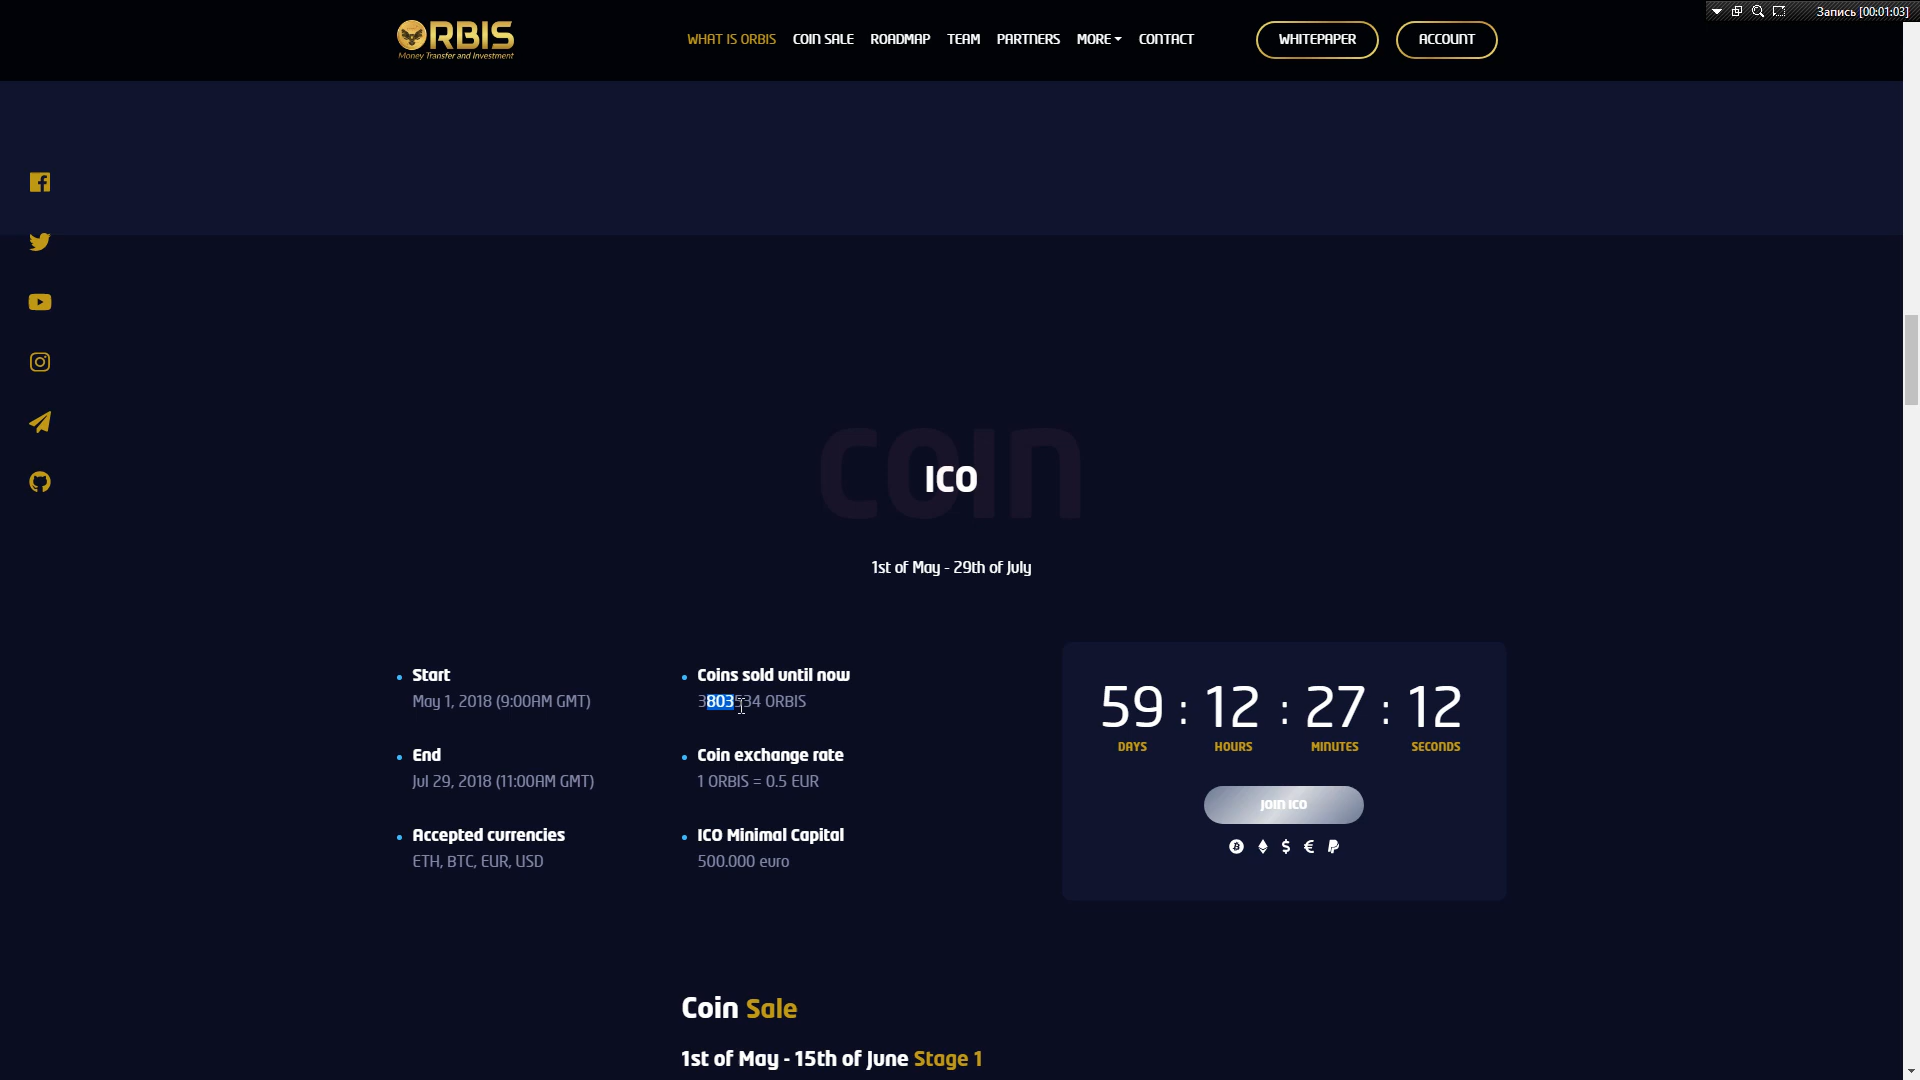 Запись [00:01:03]
ORBIS
Money Transfer and Investment
WHAT IS ORBIS COIN SALE ROADMAP TEAM PARTNERS MORE CONTACT WHITEPAPER ACCOUNT
COIN
ICO
1st of May - 29th of July
Start
May 1, 2018 (9:00AM GMT)
End
Jul 29, 2018 (11:00AM GMT)
Accepted currencies
ETH, BTC, EUR, USD
Coins sold until now
3803534 ORBIS
Coin exchange rate
1 ORBIS = 0.5 EUR
ICO Minimal Capital
500.000 euro
59 : 12 : 27 : 12
DAYS HOURS MINUTES SECONDS
JOIN ICO
Coin Sale
1st of May - 15th of June Stage 1